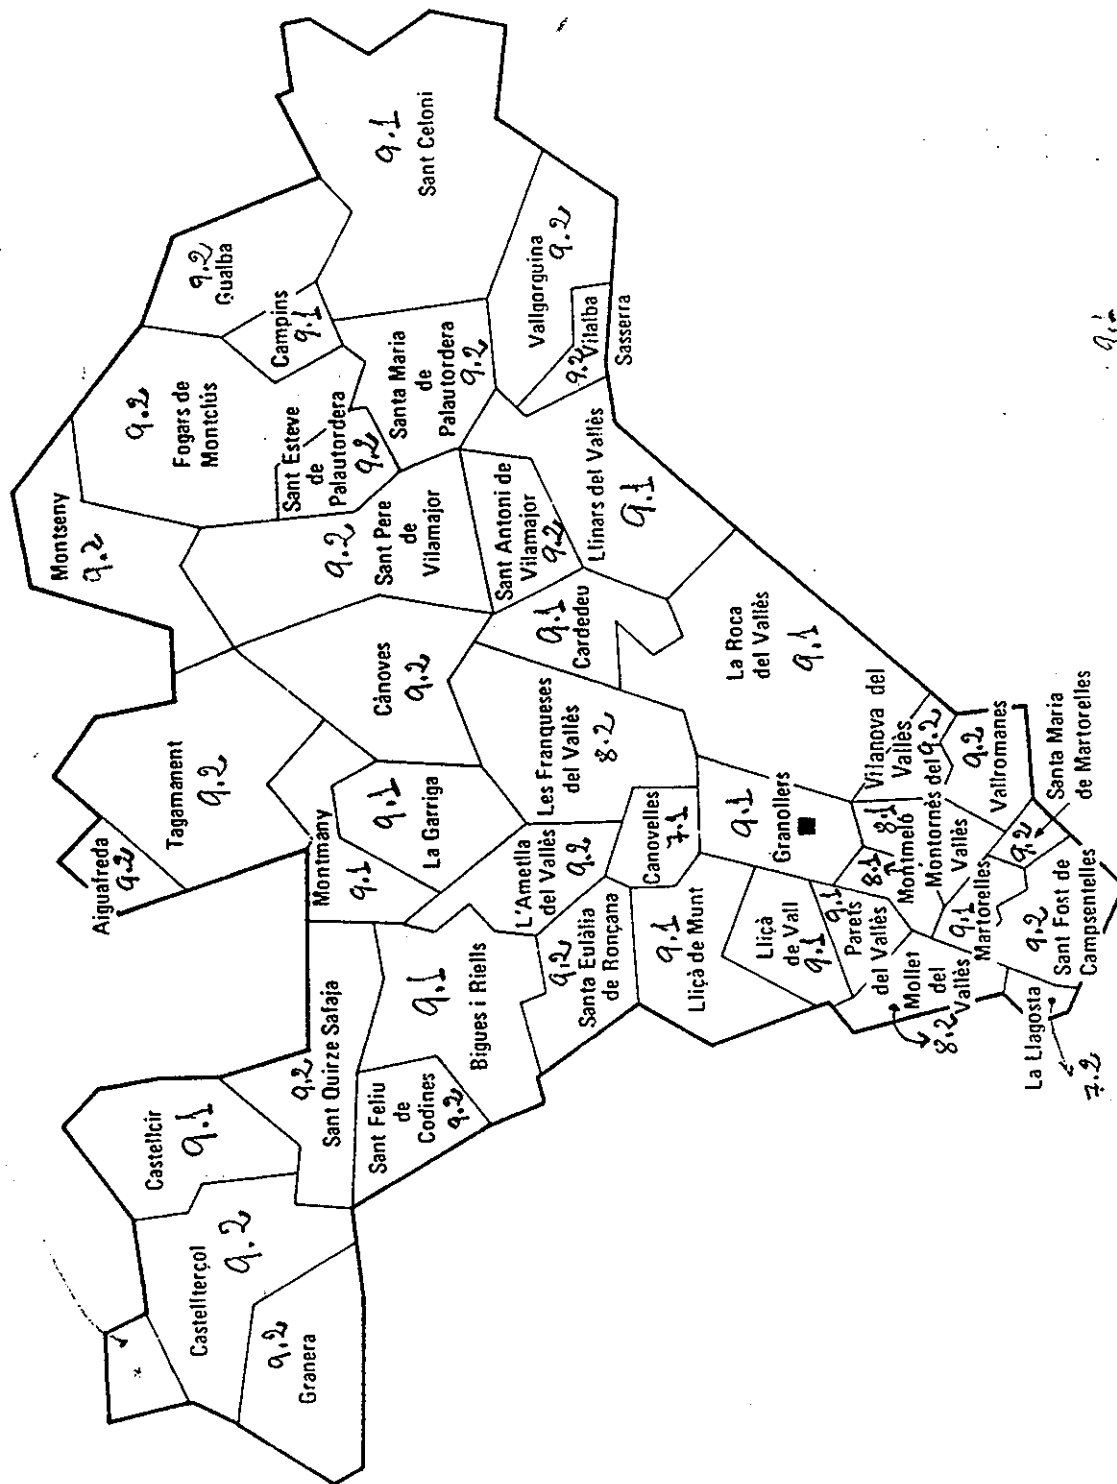 Castellcir
9.1
Castellterçol
9.2
9.2
Granera
9.2
Sant Quirze Safaja
Sant Feliu
de
Codines
9.2
9.1
Bigues i Riells
Aiguafreda
9.2
Tagamanent
9.2
Montmany
9.1
9.1
La Garriga
L'Ametlla
del Vallès
9.2
9.2
Santa Eulàlia
de Ronçana
Montseny
9.2
9.2
Fogars de
Montclús
9.2
Gualba
Campins
9.1
9.1
Sant Celoni
Sant Esteve
de
Palautordera
9.2
Santa Maria
de
Palautordera
9.2
9.2
Sant Pere
de
Vilamajor
Sant Antoni de
Vilamajor
9.2
Vallgorguina
9.2
9.2
Vilalba
Sasserra
Llinars del Vallès
9.1
Cànoves
9.2
9.1
Cardedeu
Les Franqueses
del Vallès
8.2
La Roca
del Vallès
9.1
Canovelles
7.1
9.1
Granollers
9.1
Lliçà de Munt
Lliçà
de Vall
9.1
9.1
Parets
del Vallès
8.1
8.1
Montmeló
Vilanova del
Vallès
9.2
Montornès del
Vallès
9.2
Vallromanes
Santa Maria
de Martorelles
9.2
9.1
Martorelles
Mollet
del
Vallès
8.2
9.2
Sant Fost de
Campsentelles
La Llagosta
7.2
*